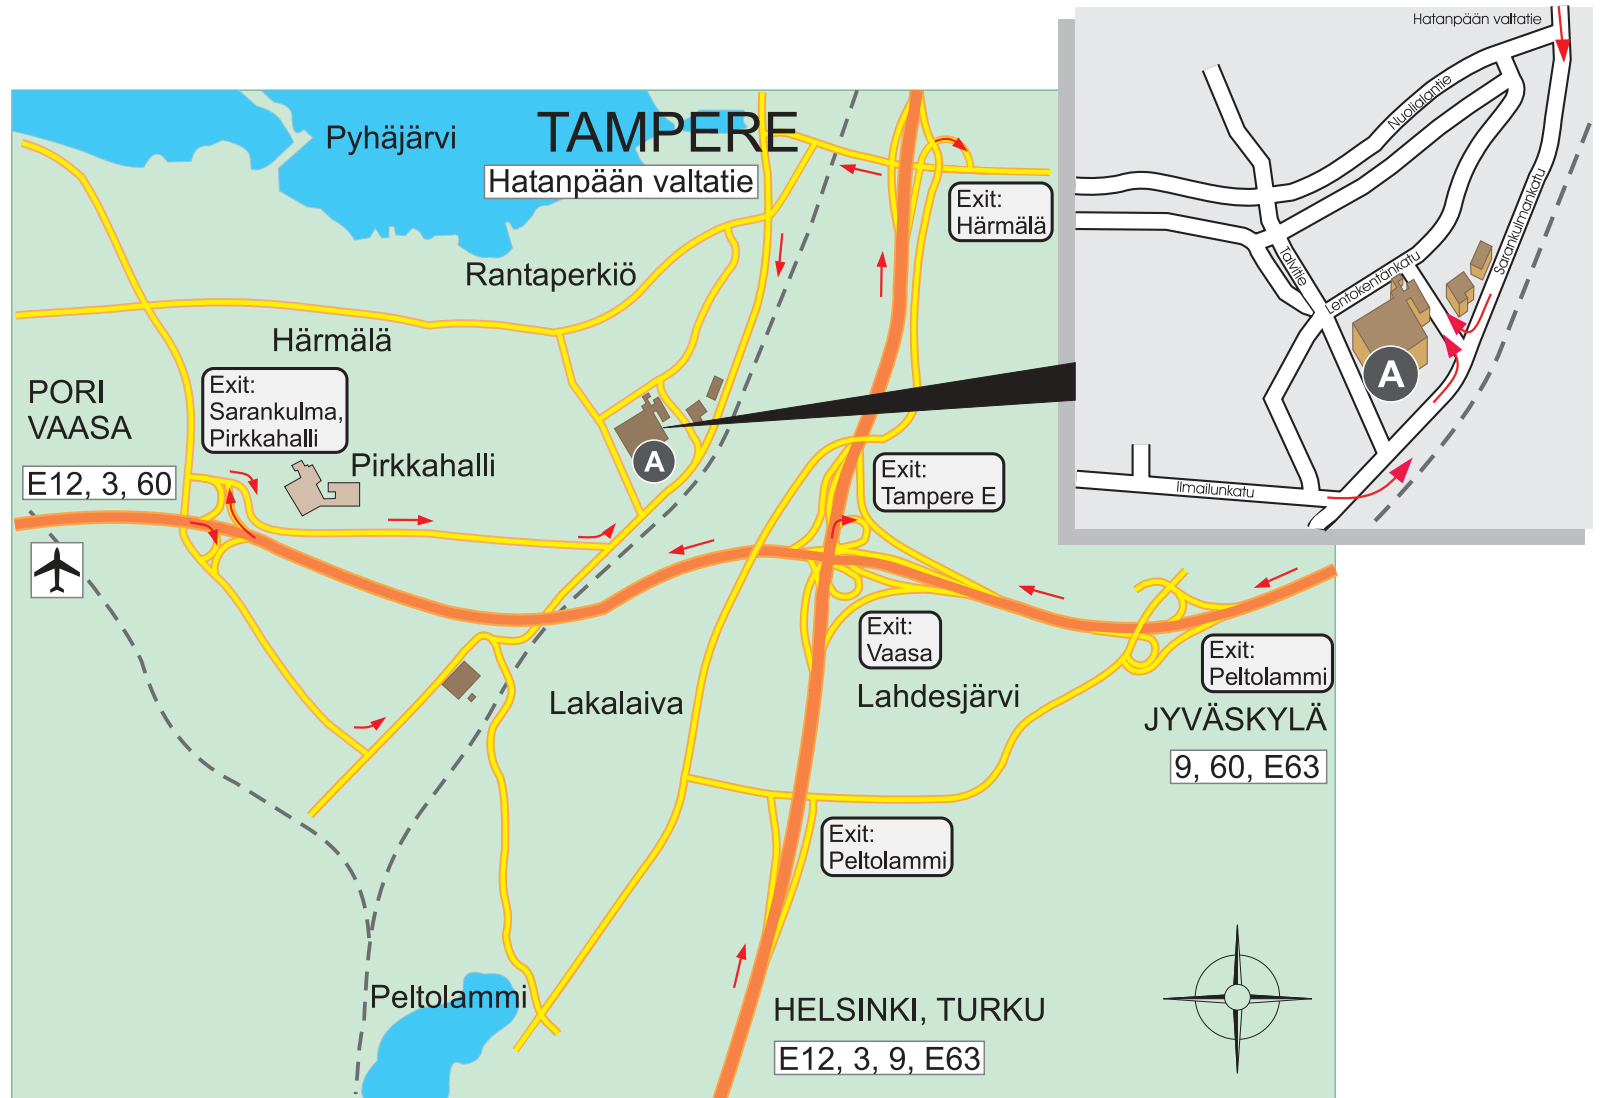 Hatanpään valtatie
Nuolialantie
Sarankulmankatu
Talvitie
Lentokentänkatu
A
Ilmailunkatu
Pyhäjärvi
TAMPERE
Hatanpään valtatie
Exit:
Härmälä
Rantaperkiö
Härmälä
PORI
VAASA
Exit:
Sarankulma,
Pirkkahalli
E12, 3, 60
Pirkkahalli
A
Exit:
Tampere E
Exit:
Vaasa
Exit:
Peltolammi
Lakalaiva
Lahdesjärvi
JYVÄSKYLÄ
9, 60, E63
Exit:
Peltolammi
Peltolammi
HELSINKI, TURKU
E12, 3, 9, E63